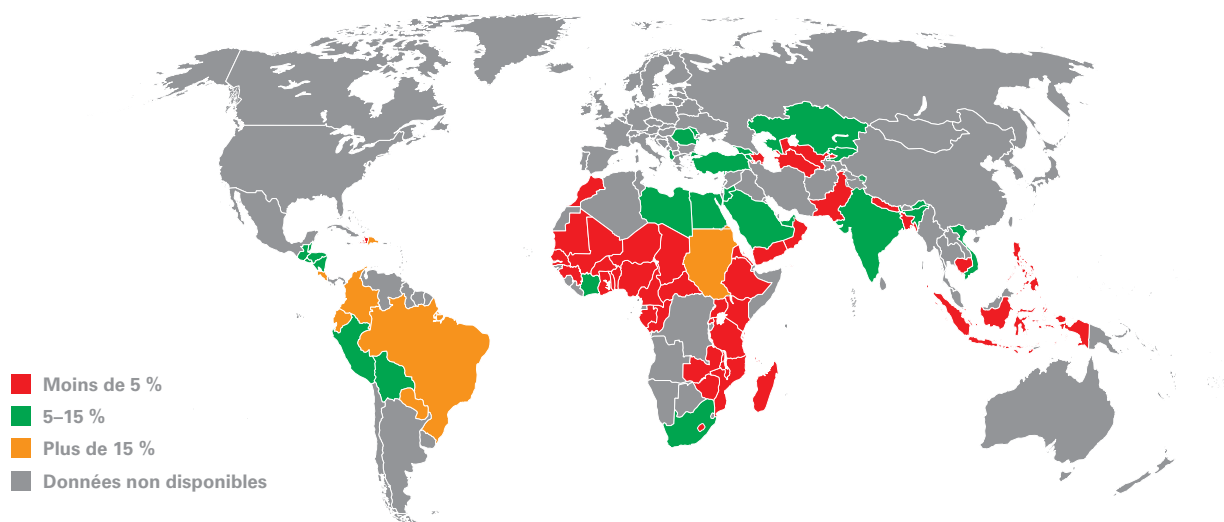 Moins de 5 %
5–15 %
Plus de 15 %
Données non disponibles